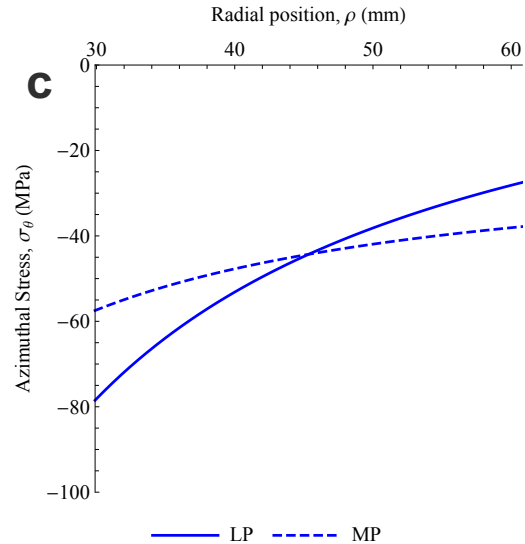 Radial position, ρ (mm)
30 40 50 60
C
0
−20
−40
−60
−80
−100
Azimuthal Stress, σθ (MPa)
LP MP